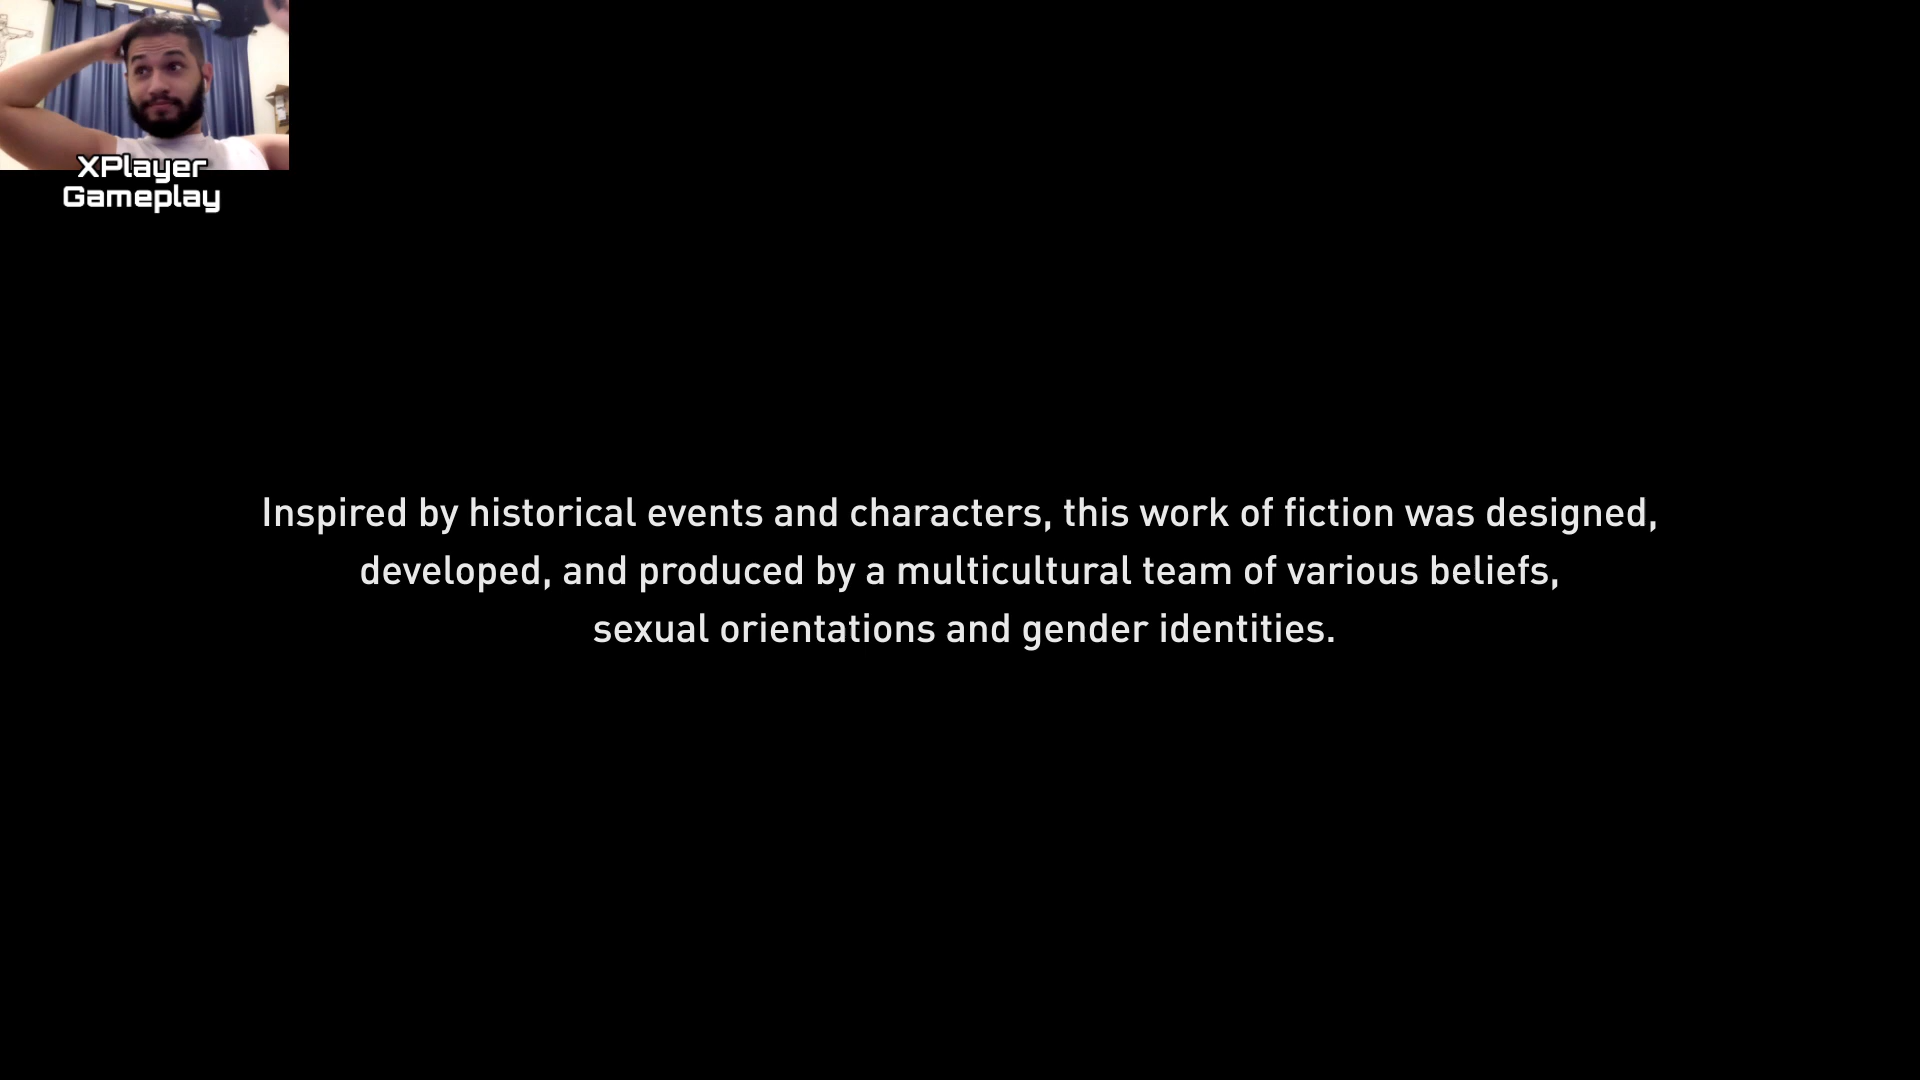 XPlayer
Gameplay
Inspired by historical events and characters, this work of fiction was designed,
developed, and produced by a multicultural team of various beliefs,
sexual orientations and gender identities.